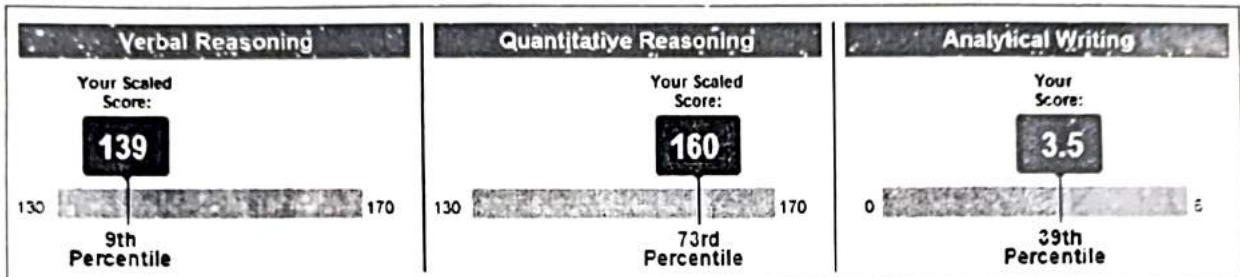 Verbal Reasoning
Your Scaled
Score:
139
130
170
9th
Percentile
Quantitative Reasoning
Your Scaled
Score:
160
130
170
73rd
Percentile
Analytical Writing
Your
Score:
3.5
0
6
39th
Percentile